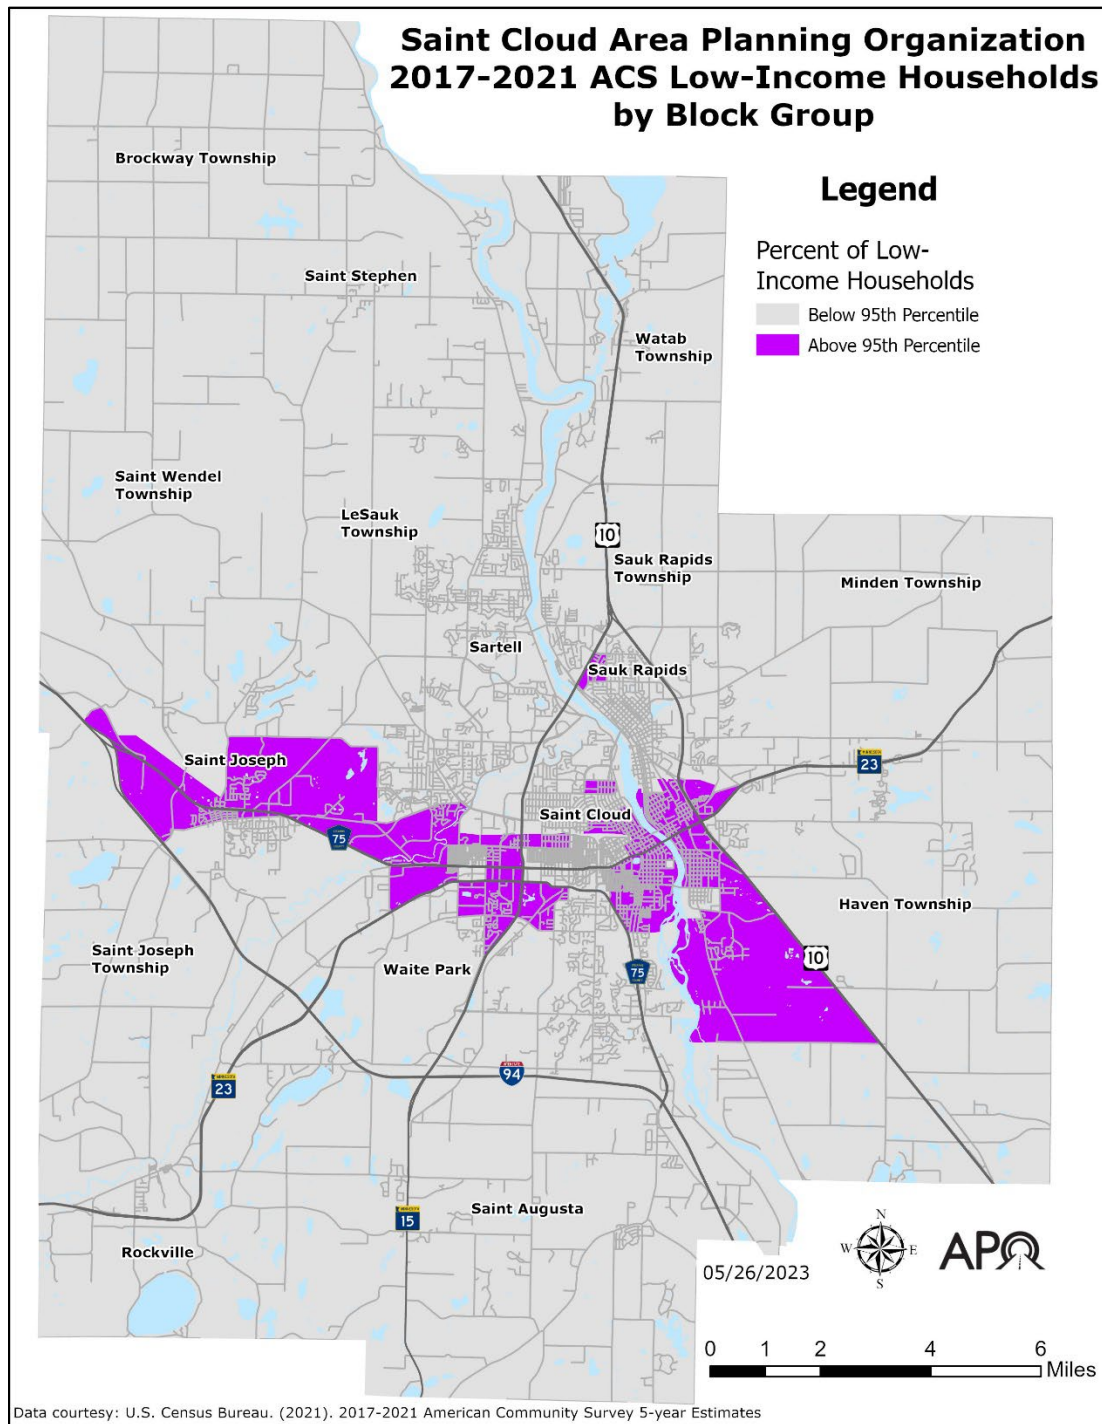 Saint Cloud Area Planning Organization
2017-2021 ACS Low-Income Households
by Block Group
Legend
Percent of Low-
Income Households
Below 95th Percentile
Above 95th Percentile
Brockway Township
Saint Stephen
Watab
Township
Saint Wendel
Township
LeSauk
Township
10
Sauk Rapids
Township
Minden Township
Sartell
Sauk Rapids
Saint Joseph
23
Saint Cloud
75
Haven Township
Saint Joseph
Township
Waite Park
75
10
94
23
Saint Augusta
15
Rockville
N
W
E
S
APO
05/26/2023
0 1 2 4 6
Miles
Data courtesy: U.S. Census Bureau. (2021). 2017-2021 American Community Survey 5-year Estimates